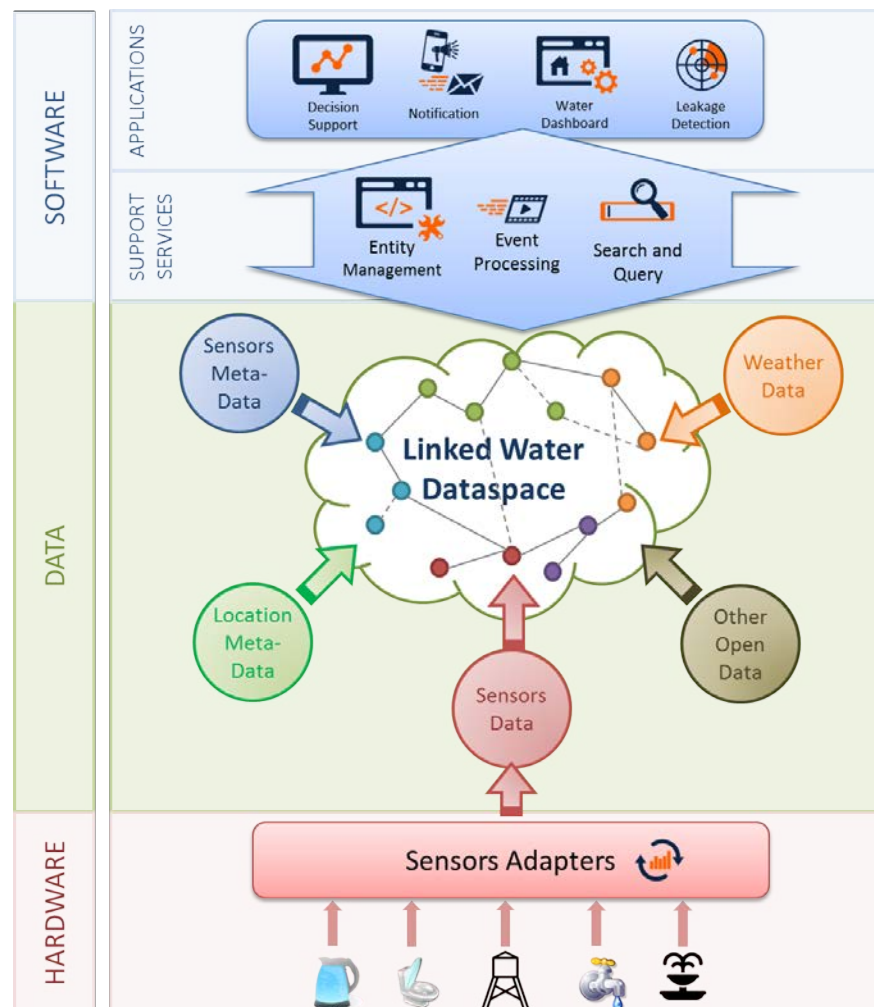 SOFTWARE
APPLICATIONS
Decision
Support
Notification
Water
Dashboard
Leakage
Detection
SUPPORT
SERVICES
</>
Entity
Management
Event
Processing
Search and
Query
DATA
Sensors
Meta-
Data
Weather
Data
Linked Water
Dataspace
Location
Meta-
Data
Sensors
Data
Other
Open
Data
HARDWARE
Sensors Adapters